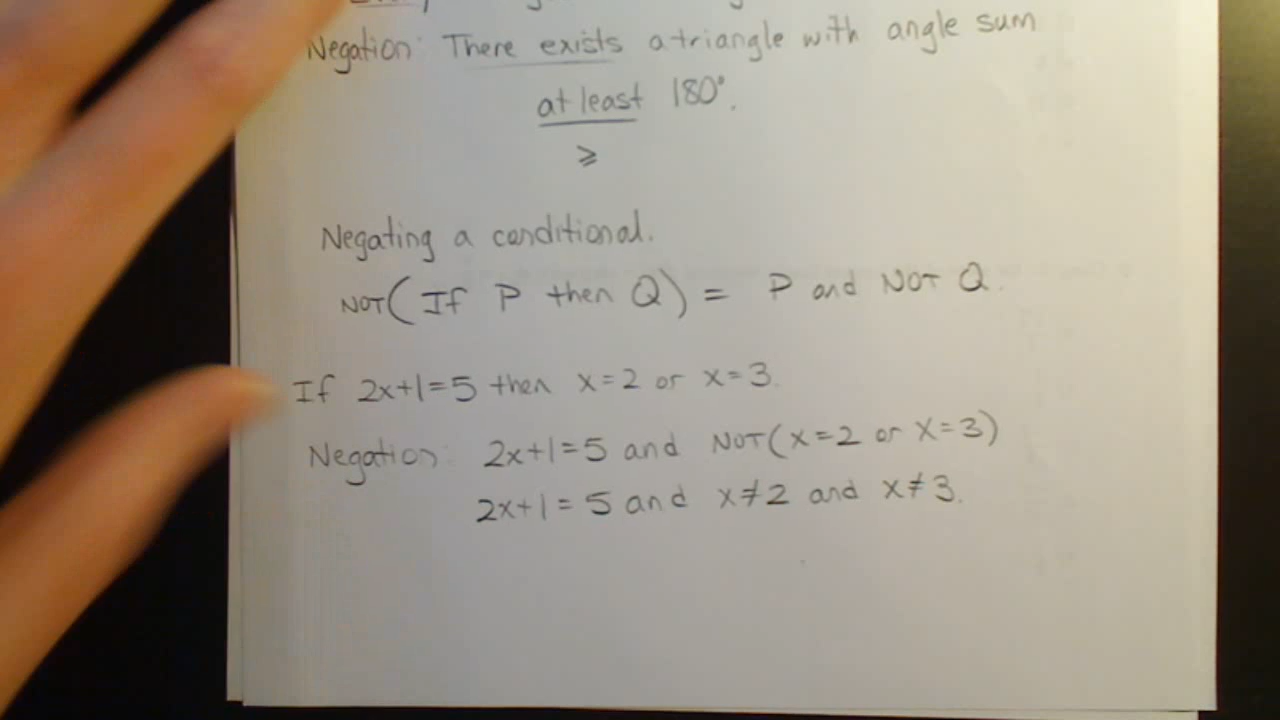 Negation: There exists a triangle with angle sum
at least 180°.
≥
Negating a conditional.
NOT( If P then Q ) = P and NOT Q.
If 2x+1=5 then x=2 or x=3.
Negation: 2x+1=5 and NOT(x=2 or x=3)
2x+1=5 and x≠2 and x≠3.